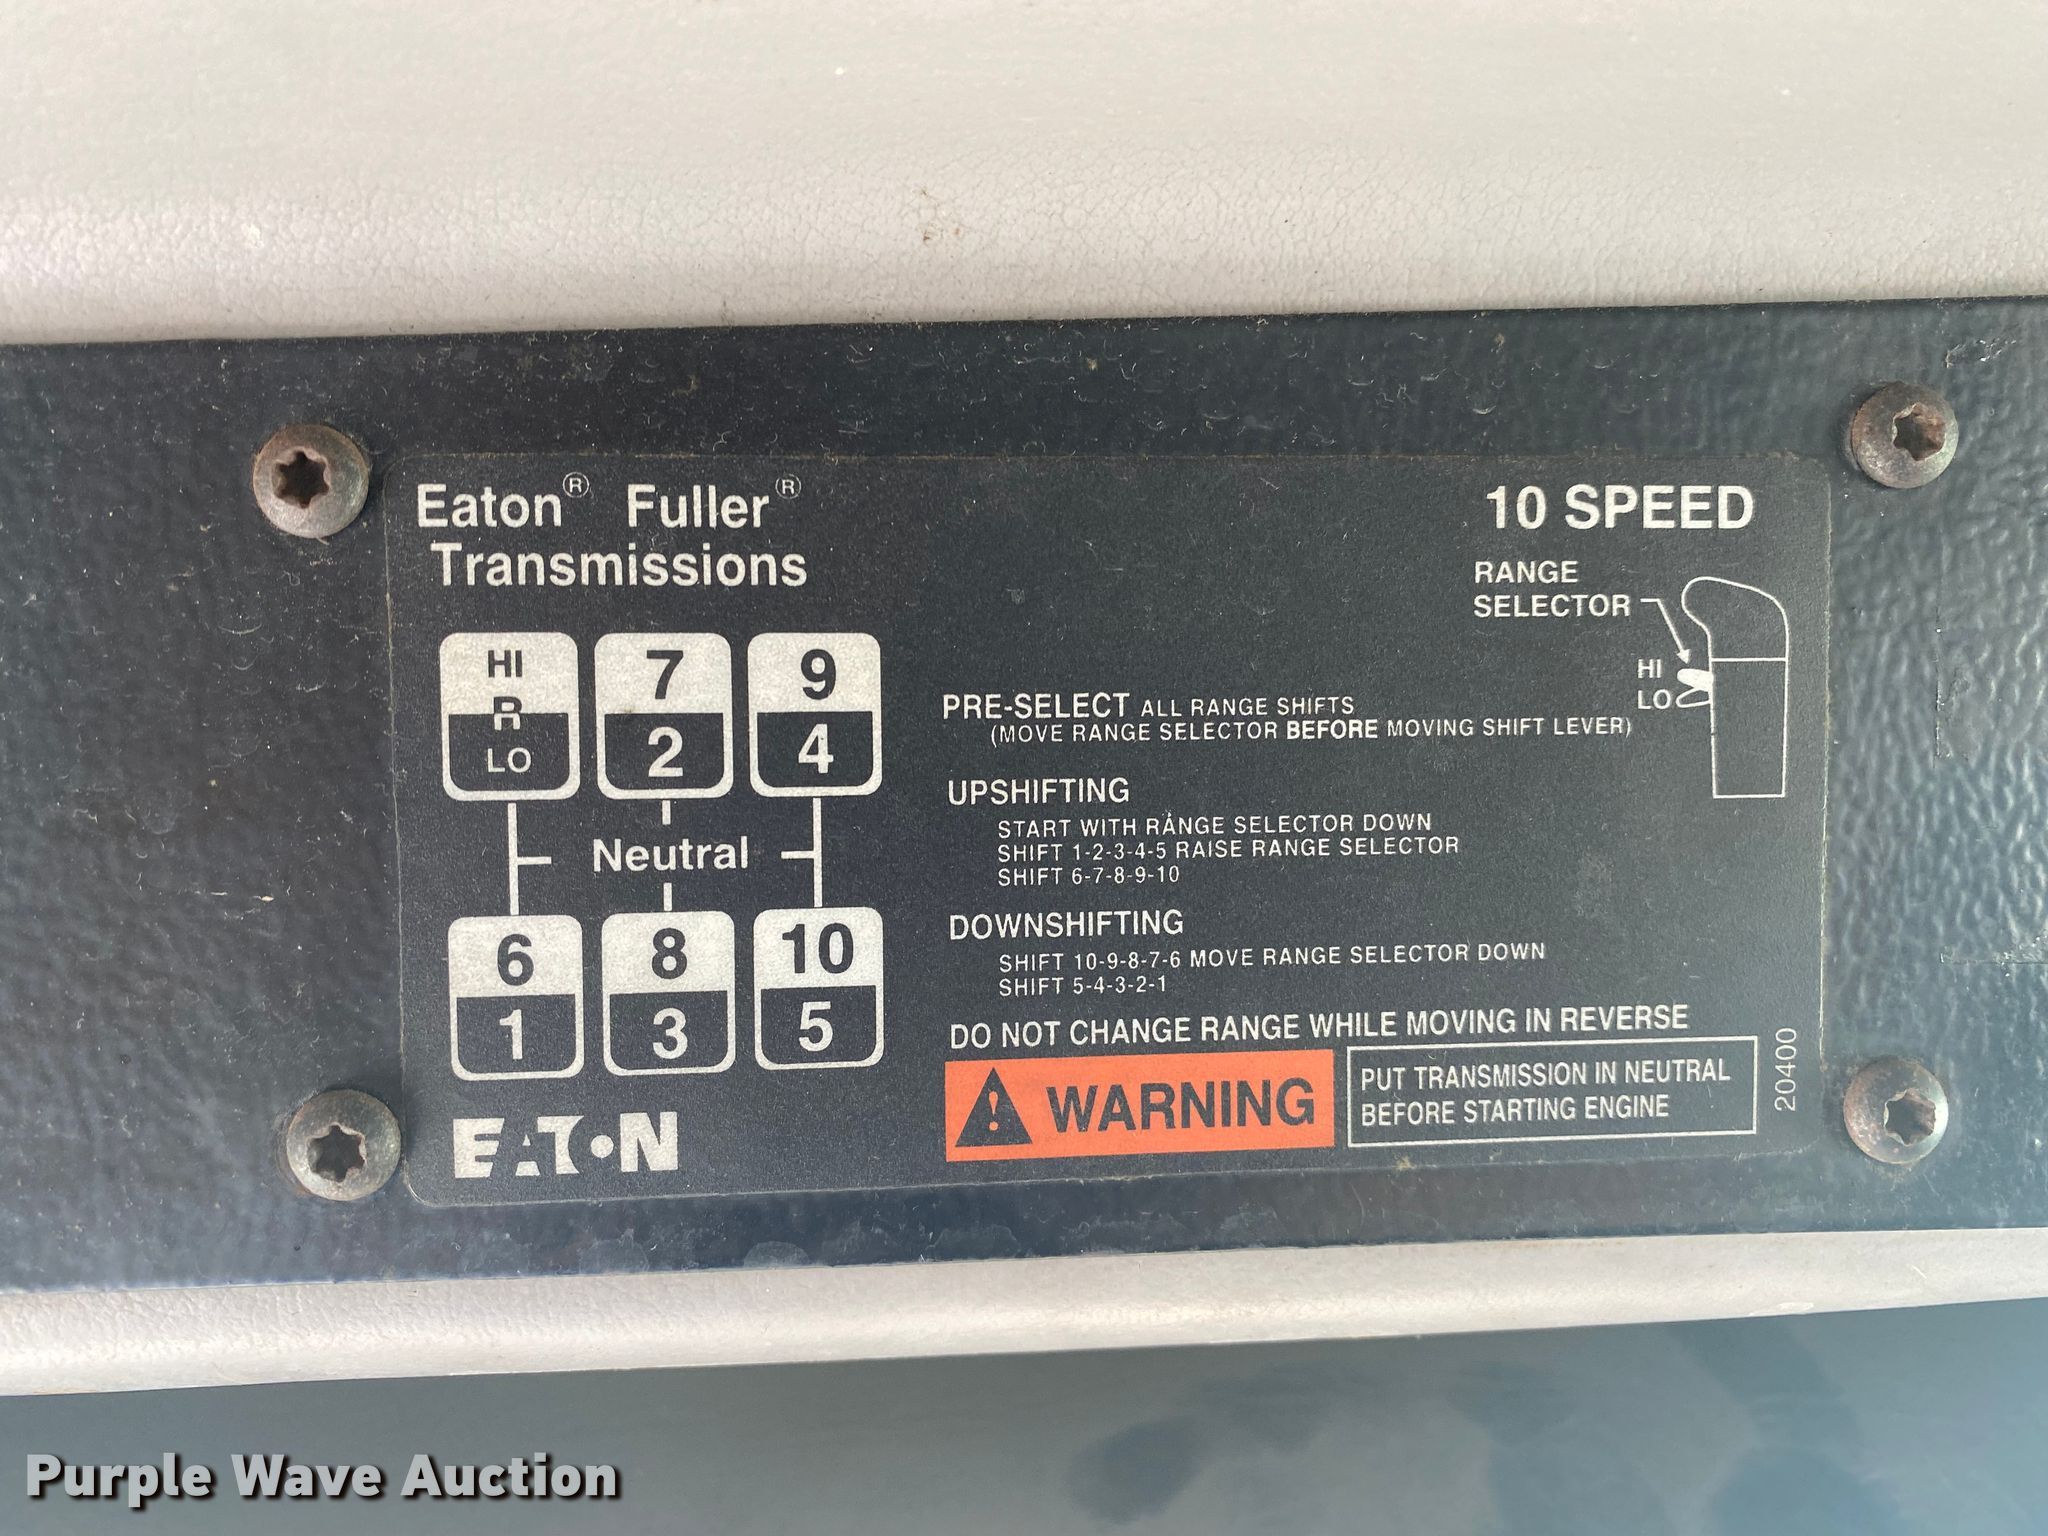 Eaton® Fuller®
Transmissions
10 SPEED
RANGE
SELECTOR
HI
LO
HI
R
LO
7
2
9
4
Neutral
6
1
8
3
10
5
EATON
PRE-SELECT ALL RANGE SHIFTS
(MOVE RANGE SELECTOR BEFORE MOVING SHIFT LEVER)
UPSHIFTING
START WITH RANGE SELECTOR DOWN
SHIFT 1-2-3-4-5 RAISE RANGE SELECTOR
SHIFT 6-7-8-9-10
DOWNSHIFTING
SHIFT 10-9-8-7-6 MOVE RANGE SELECTOR DOWN
SHIFT 5-4-3-2-1
DO NOT CHANGE RANGE WHILE MOVING IN REVERSE
WARNING
PUT TRANSMISSION IN NEUTRAL
BEFORE STARTING ENGINE
20400
Purple Wave Auction